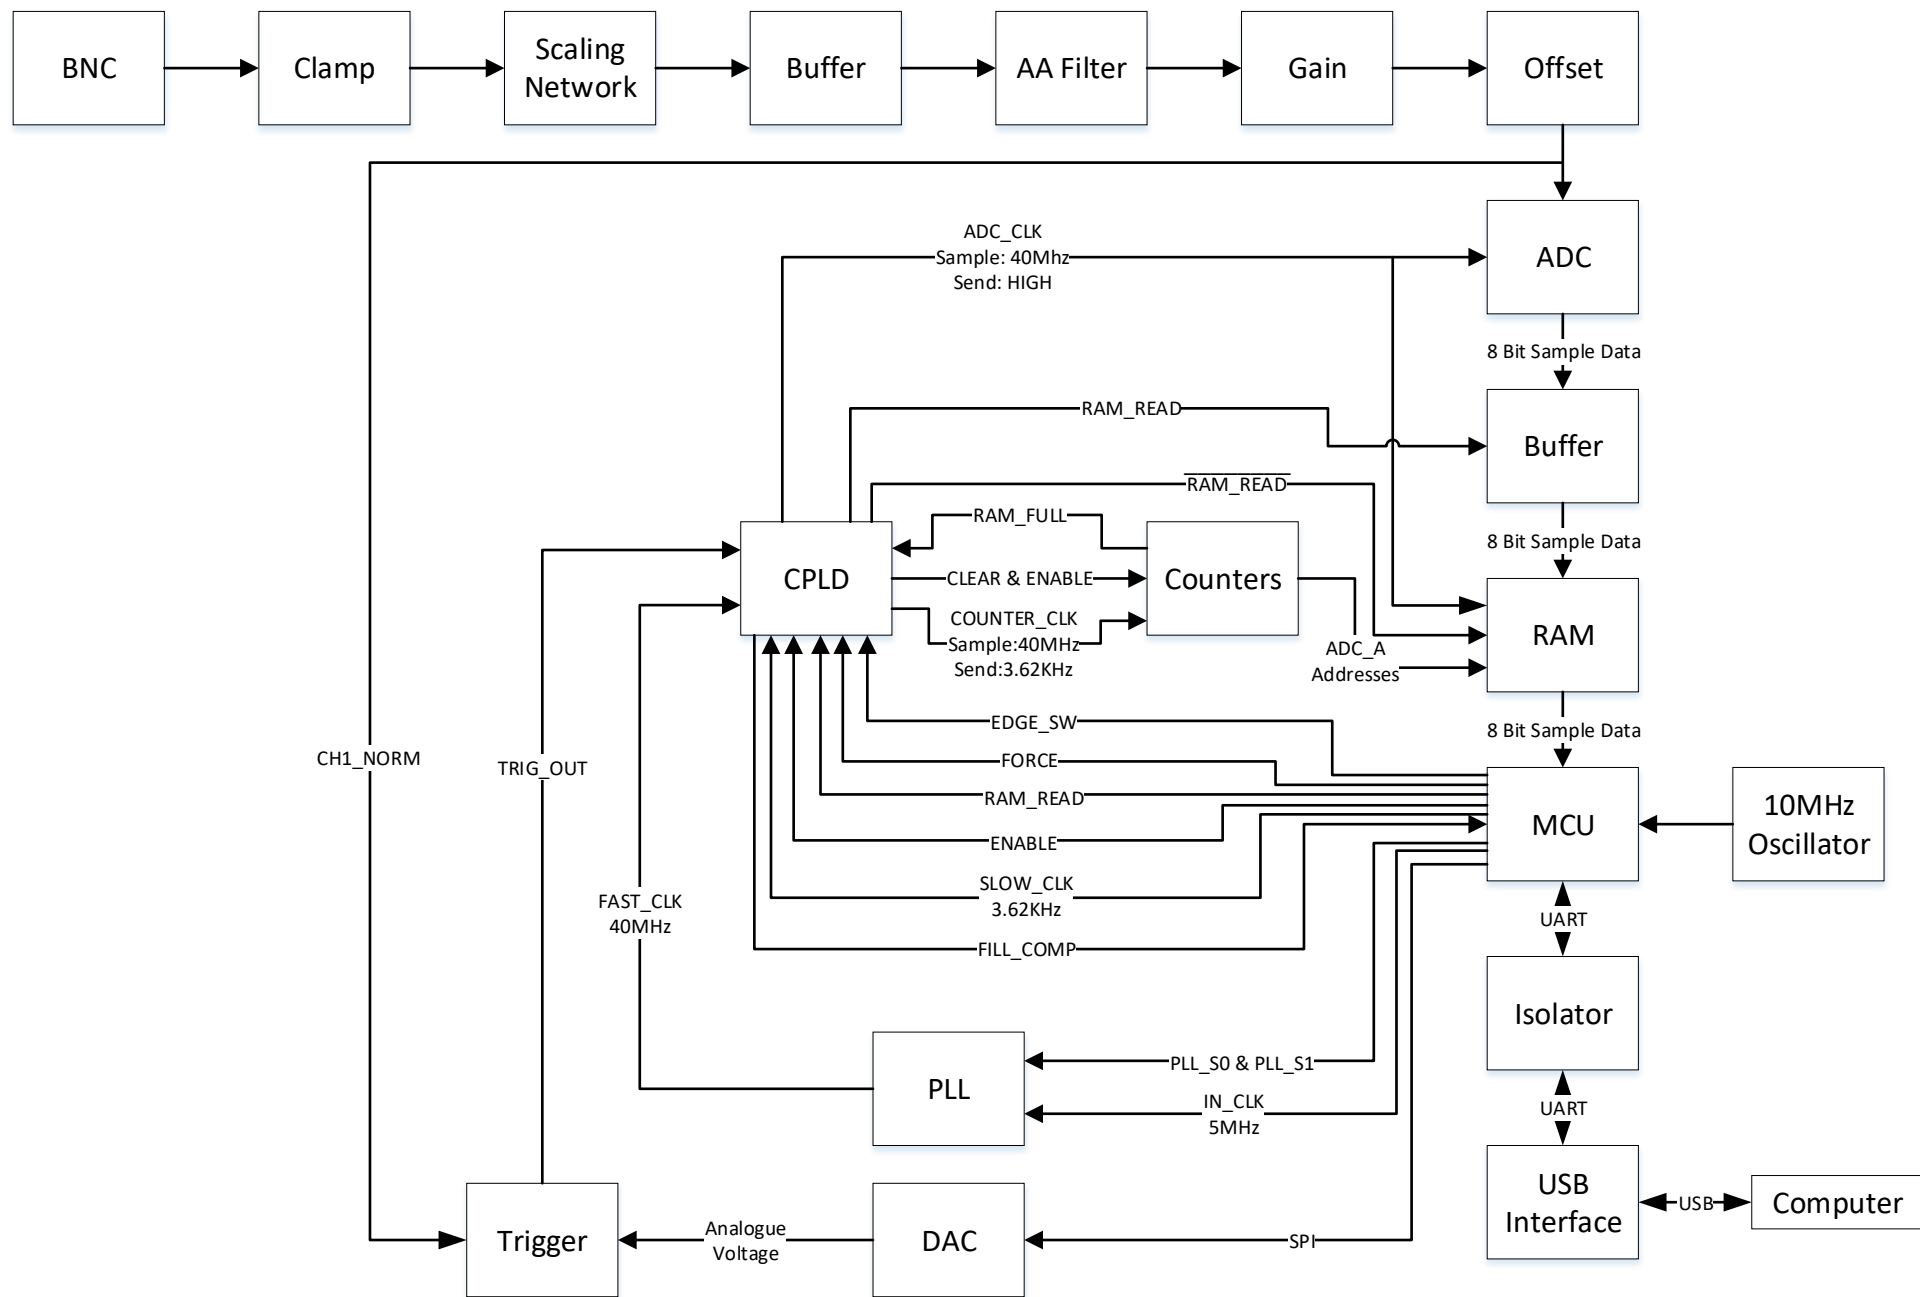 BNC
Clamp
Scaling
Network
Buffer
AA Filter
Gain
Offset
ADC_CLK
Sample: 40Mhz
Send: HIGH
ADC
8 Bit Sample Data
RAM_READ
Buffer
RAM_READ
8 Bit Sample Data
RAM_FULL
CPLD
CLEAR & ENABLE
Counters
COUNTER_CLK
Sample:40MHz
Send:3.62KHz
ADC_A
Addresses
RAM
EDGE_SW
8 Bit Sample Data
CH1_NORM
TRIG_OUT
FORCE
RAM_READ
MCU
10MHz
Oscillator
ENABLE
SLOW_CLK
3.62KHz
FAST_CLK
40MHz
UART
FILL_COMP
Isolator
PLL
PLL_S0 & PLL_S1
IN_CLK
5MHz
UART
USB
Interface
USB
Computer
Trigger
Analogue
Voltage
DAC
SPI